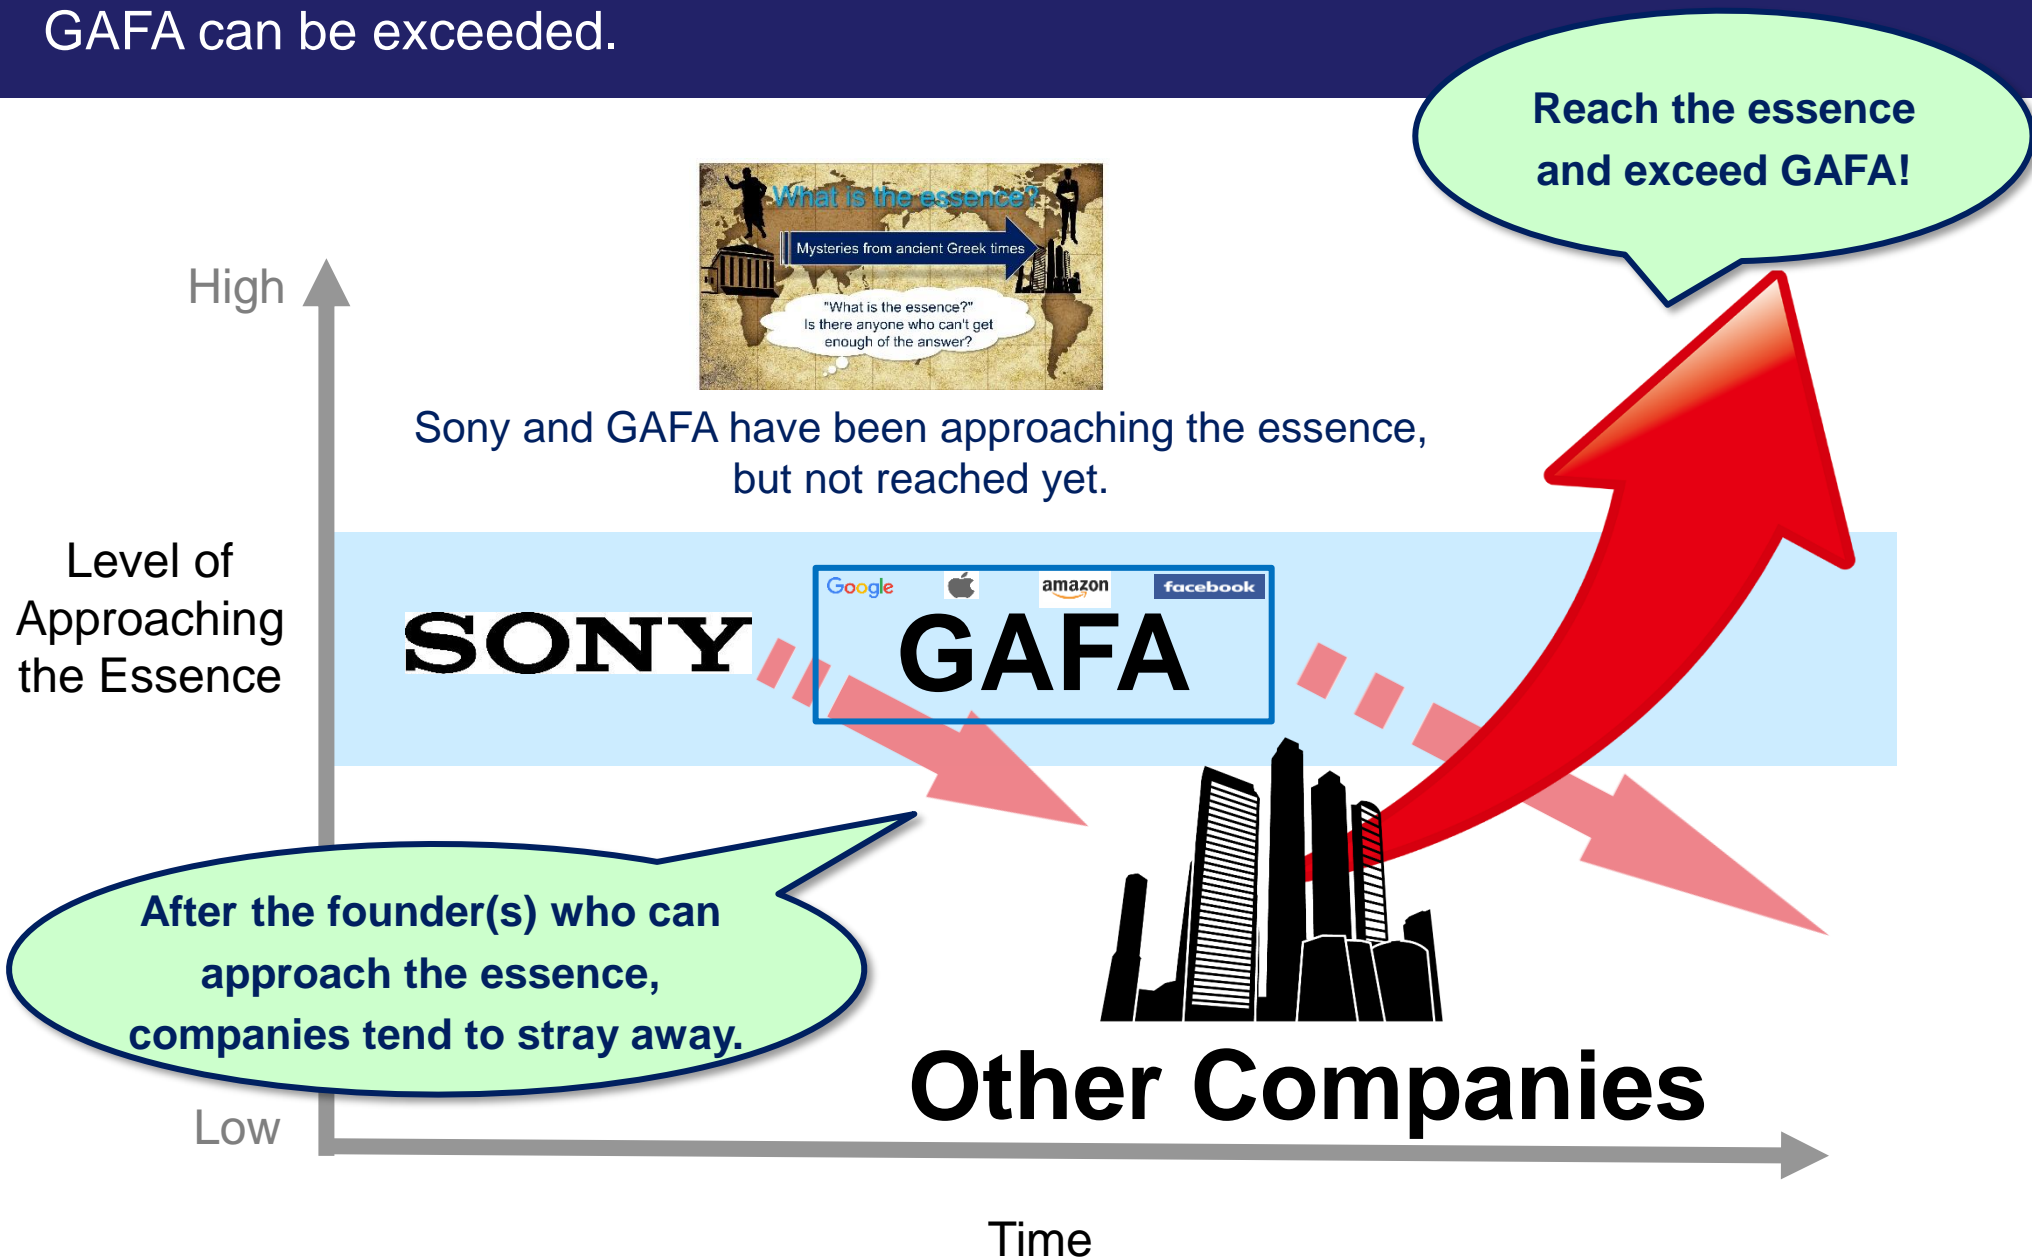 GAFA can be exceeded.
Reach the essence
and exceed GAFA!
What is the essence?
Mysteries from ancient Greek times
"What is the essence?"
Is there anyone who can't get
enough of the answer?
High
Sony and GAFA have been approaching the essence,
but not reached yet.
Level of
Approaching
the Essence
SONY
Google
amazon
facebook
GAFA
After the founder(s) who can
approach the essence,
companies tend to stray away.
Other Companies
Low
Time